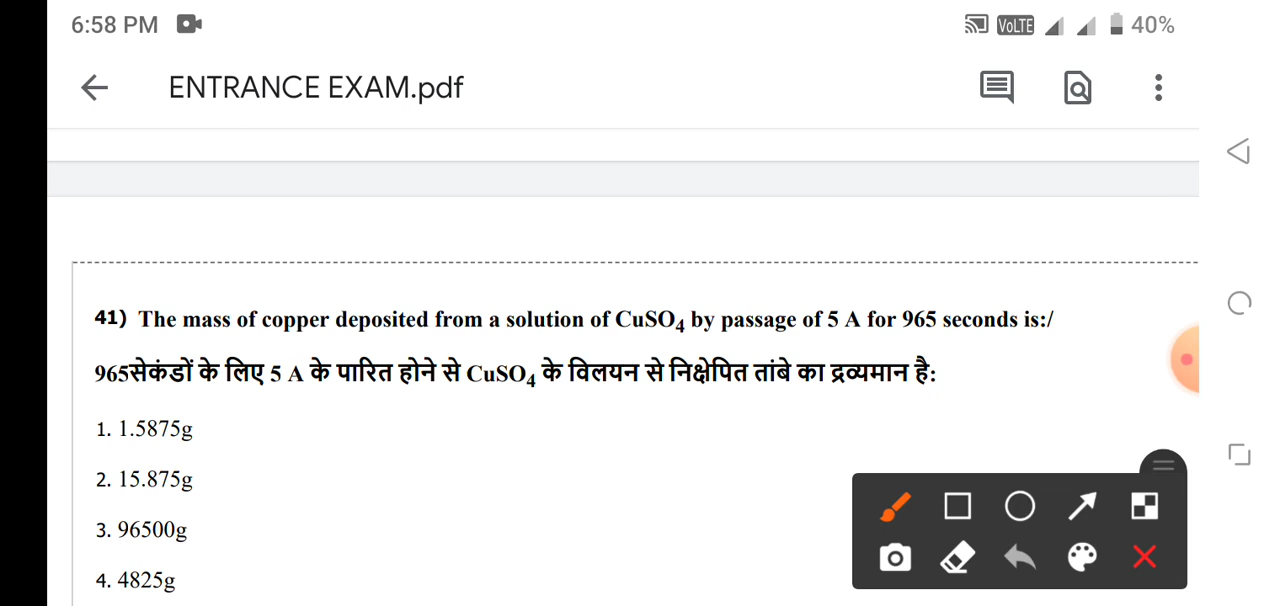 6:58 PM VoLTE 40%
ENTRANCE EXAM.pdf
41) The mass of copper deposited from a solution of CuSO₄ by passage of 5 A for 965 seconds is:/
965सेकंडों के लिए 5 A के पारित होने से CuSO₄ के विलयन से निक्षेपित तांबे का द्रव्यमान है:
1. 1.5875g
2. 15.875g
3. 96500g
4. 4825g